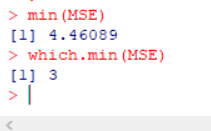 > min(MSE)
[1] 4.46089
> which.min(MSE)
[1] 3
>